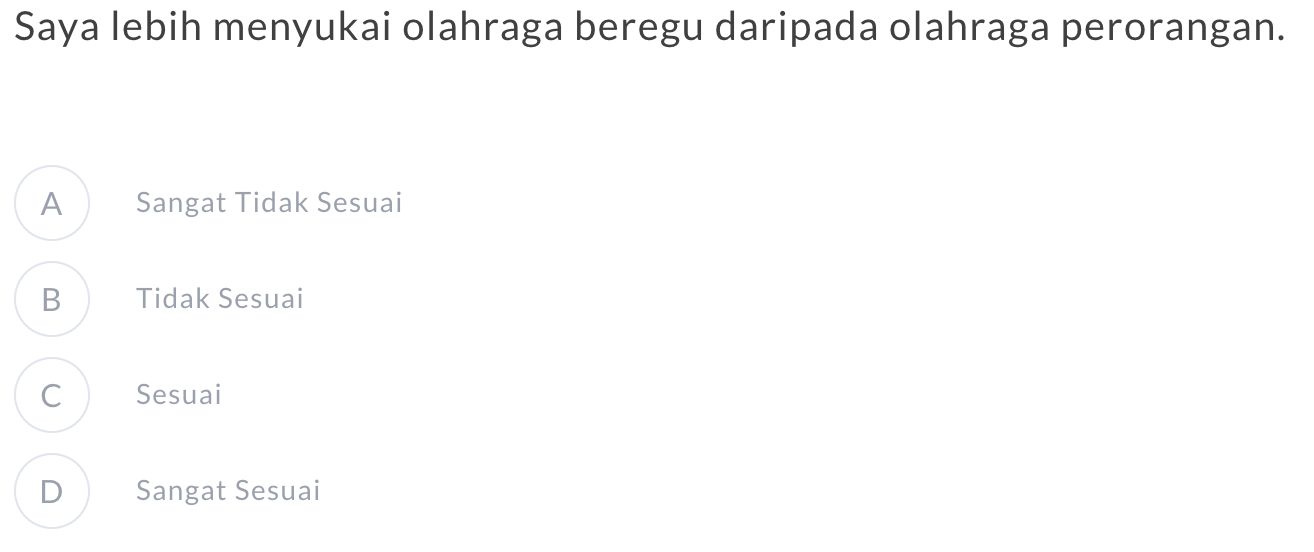 Saya lebih menyukai olahraga beregu daripada olahraga perorangan.
A Sangat Tidak Sesuai
B Tidak Sesuai
C Sesuai
D Sangat Sesuai